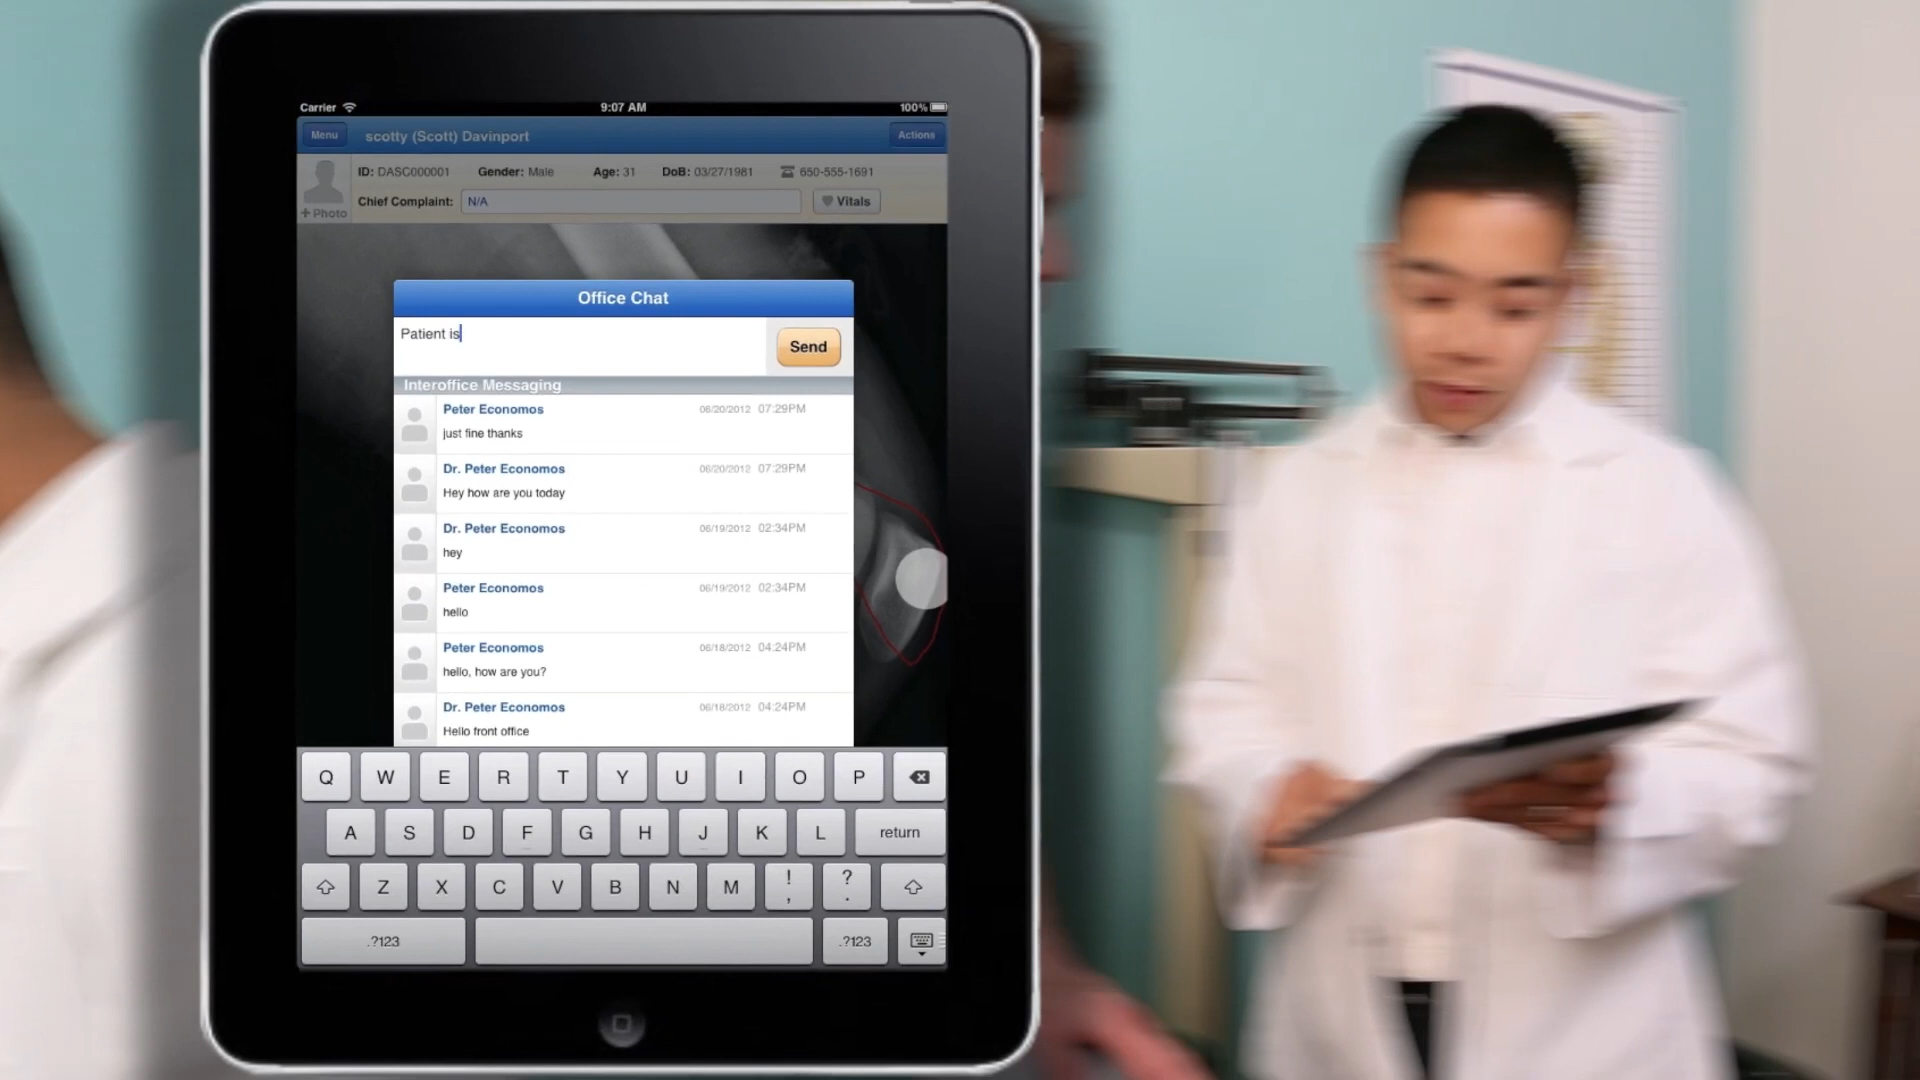 Carrier 9:07 AM 100%
Menu scotty (Scott) Davinport Actions
ID: DASC000001 Gender: Male Age: 31 DoB: 03/27/1981 650-555-1691
+ Photo Chief Complaint: N/A Vitals
Office Chat
Patient is
Send
Interoffice Messaging
Peter Economos 06/20/2012 07:29PM
just fine thanks
Dr. Peter Economos 06/20/2012 07:29PM
Hey how are you today
Dr. Peter Economos 06/19/2012 02:34PM
hey
Peter Economos 06/19/2012 02:34PM
hello
Peter Economos 06/18/2012 04:24PM
hello, how are you?
Dr. Peter Economos 06/18/2012 04:24PM
Hello front office
Q W E R T Y U I O P
A S D F G H J K L return
Z X C V B N M ! , ? .
.?123 .?123